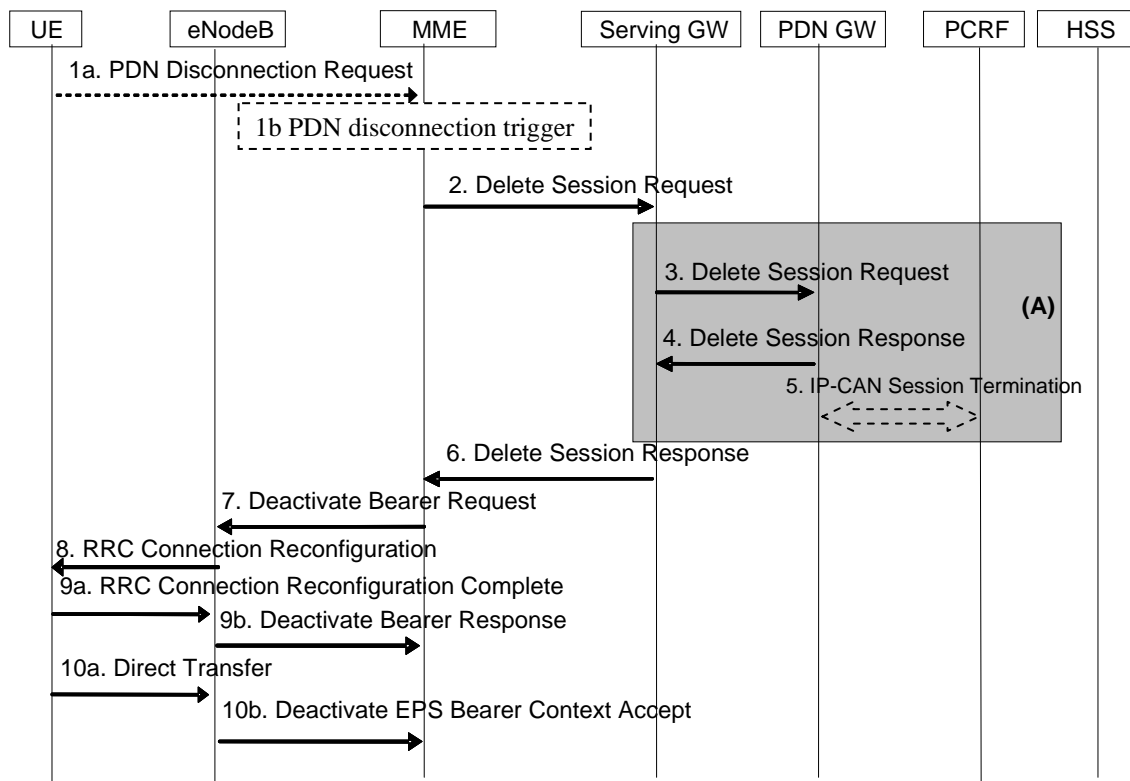 UE eNodeB MME Serving GW PDN GW PCRF HSS
1a. PDN Disconnection Request
1b PDN disconnection trigger
2. Delete Session Request
3. Delete Session Request
(A)
4. Delete Session Response
5. IP-CAN Session Termination
6. Delete Session Response
7. Deactivate Bearer Request
8. RRC Connection Reconfiguration
9a. RRC Connection Reconfiguration Complete
9b. Deactivate Bearer Response
10a. Direct Transfer
10b. Deactivate EPS Bearer Context Accept